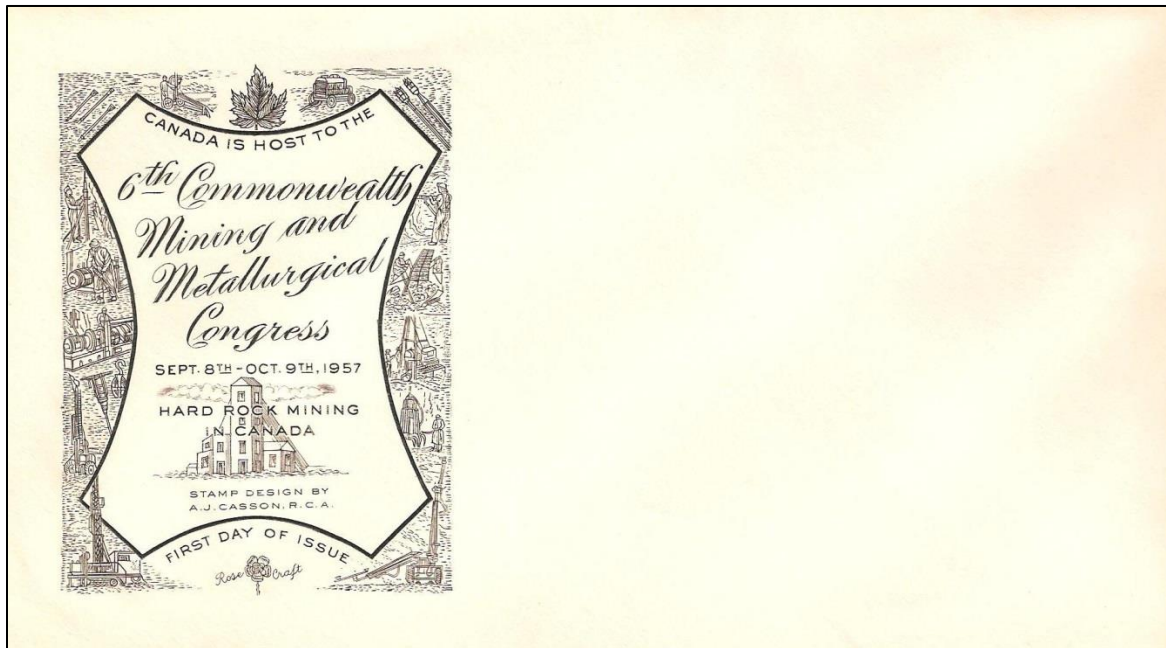 CANADA IS HOST TO THE
6th Commonwealth
Mining and
Metallurgical
Congress
SEPT. 8TH - OCT. 9TH, 1957
HARD ROCK MINING
IN CANADA
STAMP DESIGN BY
A.J. CASSON, R.C.A.
FIRST DAY OF ISSUE
Rose Craft